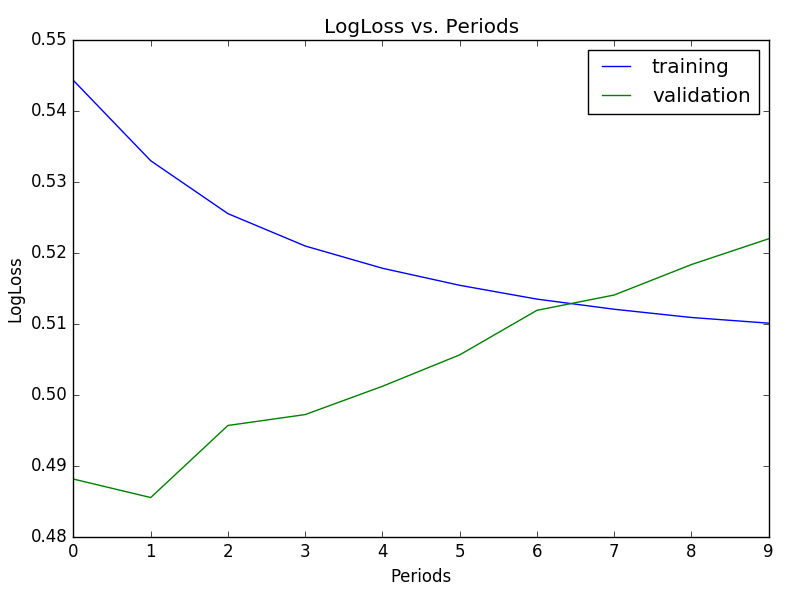 LogLoss vs. Periods
training
validation
0.55
0.54
0.53
0.52
0.51
0.50
0.49
0.48
LogLoss
0 1 2 3 4 5 6 7 8 9
Periods